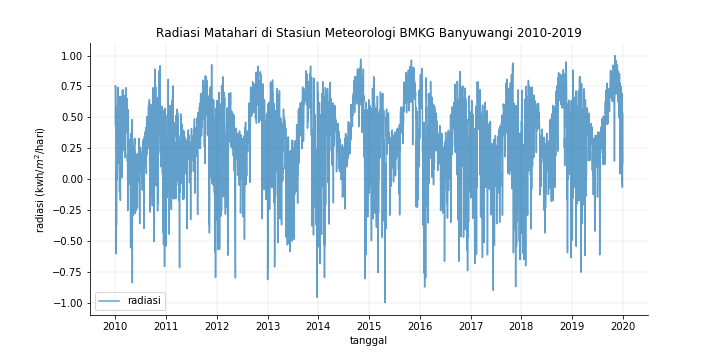 Radiasi Matahari di Stasiun Meteorologi BMKG Banyuwangi 2010-2019
1.00
0.75
0.50
0.25
0.00
−0.25
−0.50
−0.75
−1.00
radiasi (kwh/m²/hari)
radiasi
2010 2011 2012 2013 2014 2015 2016 2017 2018 2019 2020
tanggal